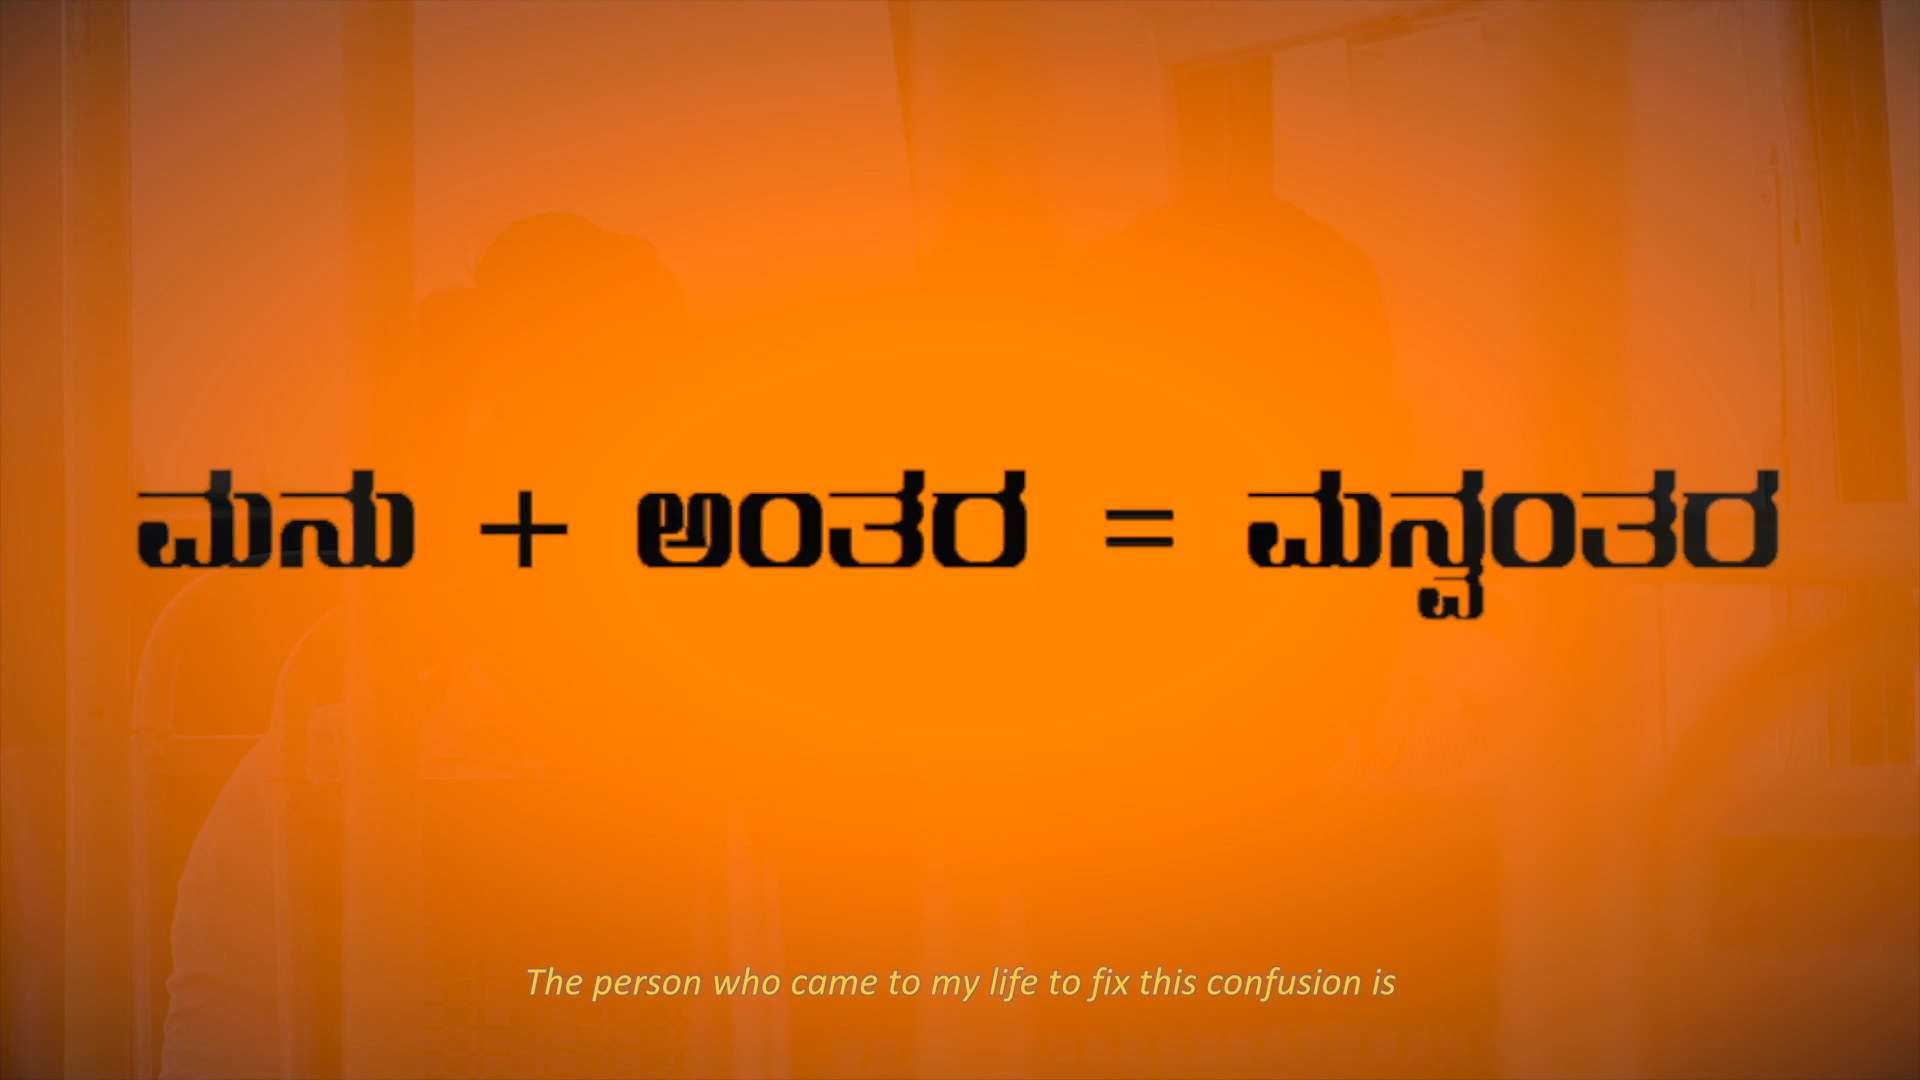 ಮನು + ಅಂತರ = ಮನ್ವಂತರ
The person who came to my life to fix this confusion is